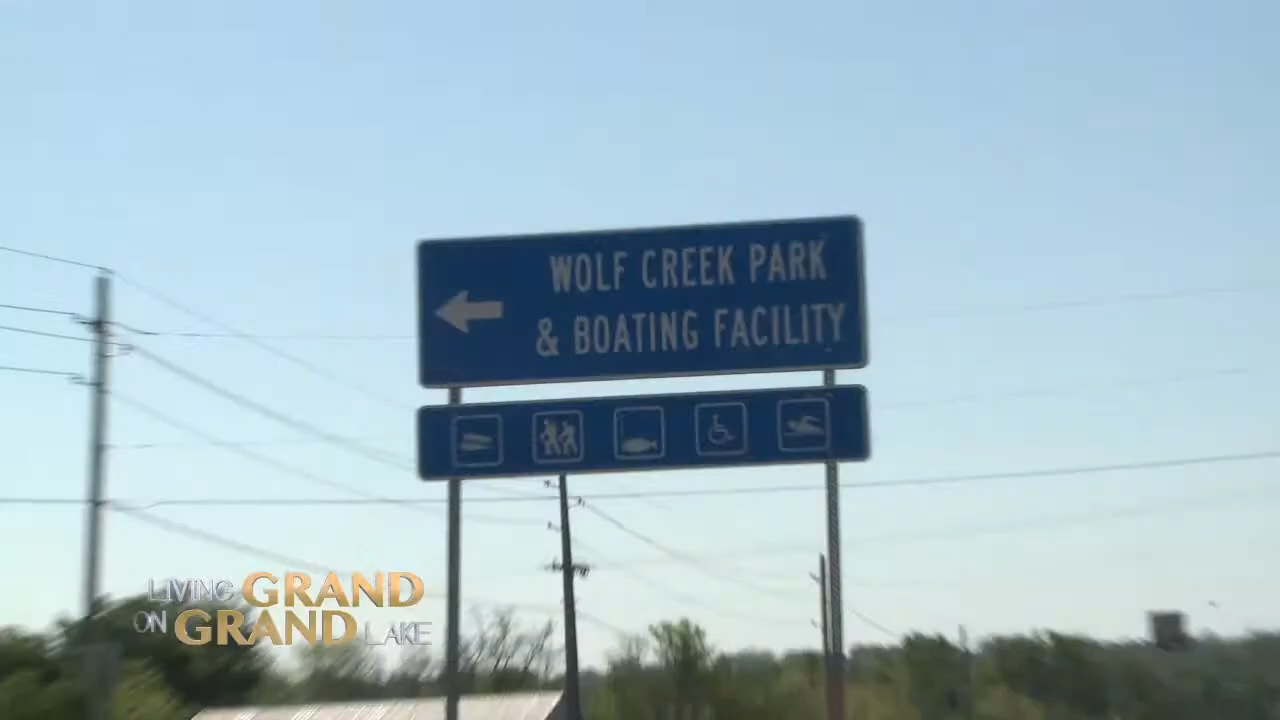 WOLF CREEK PARK
& BOATING FACILITY
LIVING GRAND
ON GRAND LAKE